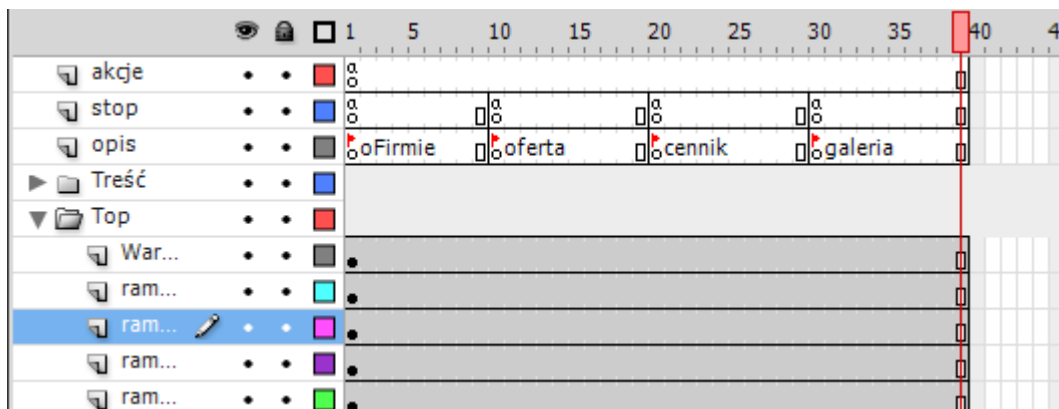 1 5 10 15 20 25 30 35 40
akcje
stop
opis oFirmie oferta cennik galeria
Treść
Top
War...
ram...
ram...
ram...
ram...